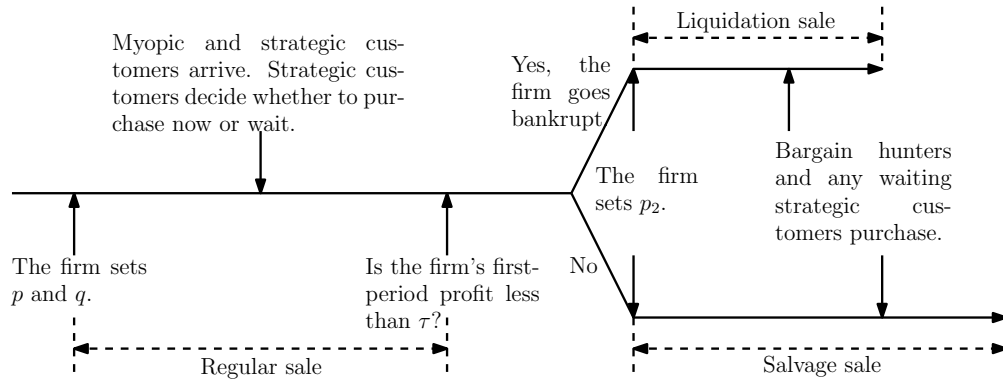 Liquidation sale
Myopic and strategic cus-
tomers arrive. Strategic cus-
tomers decide whether to pur-
chase now or wait.
Yes, the
firm goes
bankrupt
The firm
sets p₂.
Bargain hunters
and any waiting
strategic cus-
tomers purchase.
The firm sets
p and q.
Is the firm's first-
period profit less
than τ?
No
Regular sale
Salvage sale